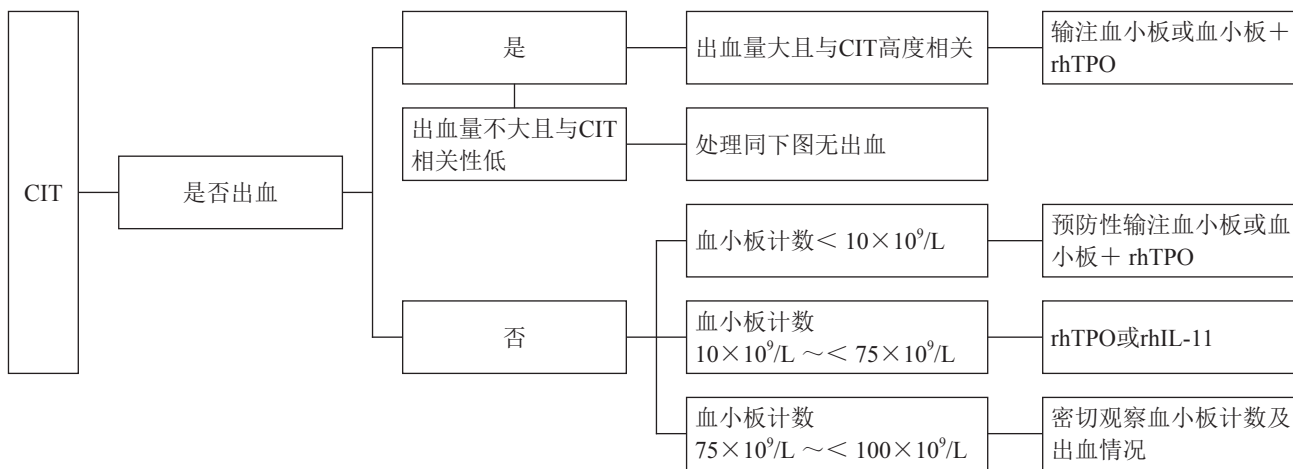 CIT
是否出血
是
出血量大且与CIT高度相关
输注血小板或血小板＋
rhTPO
出血量不大且与CIT
相关性低
处理同下图无出血
否
血小板计数＜ 10×10⁹/L
预防性输注血小板或血
小板＋ rhTPO
血小板计数
10×10⁹/L ～＜ 75×10⁹/L
rhTPO或rhIL-11
血小板计数
75×10⁹/L ～＜ 100×10⁹/L
密切观察血小板计数及
出血情况